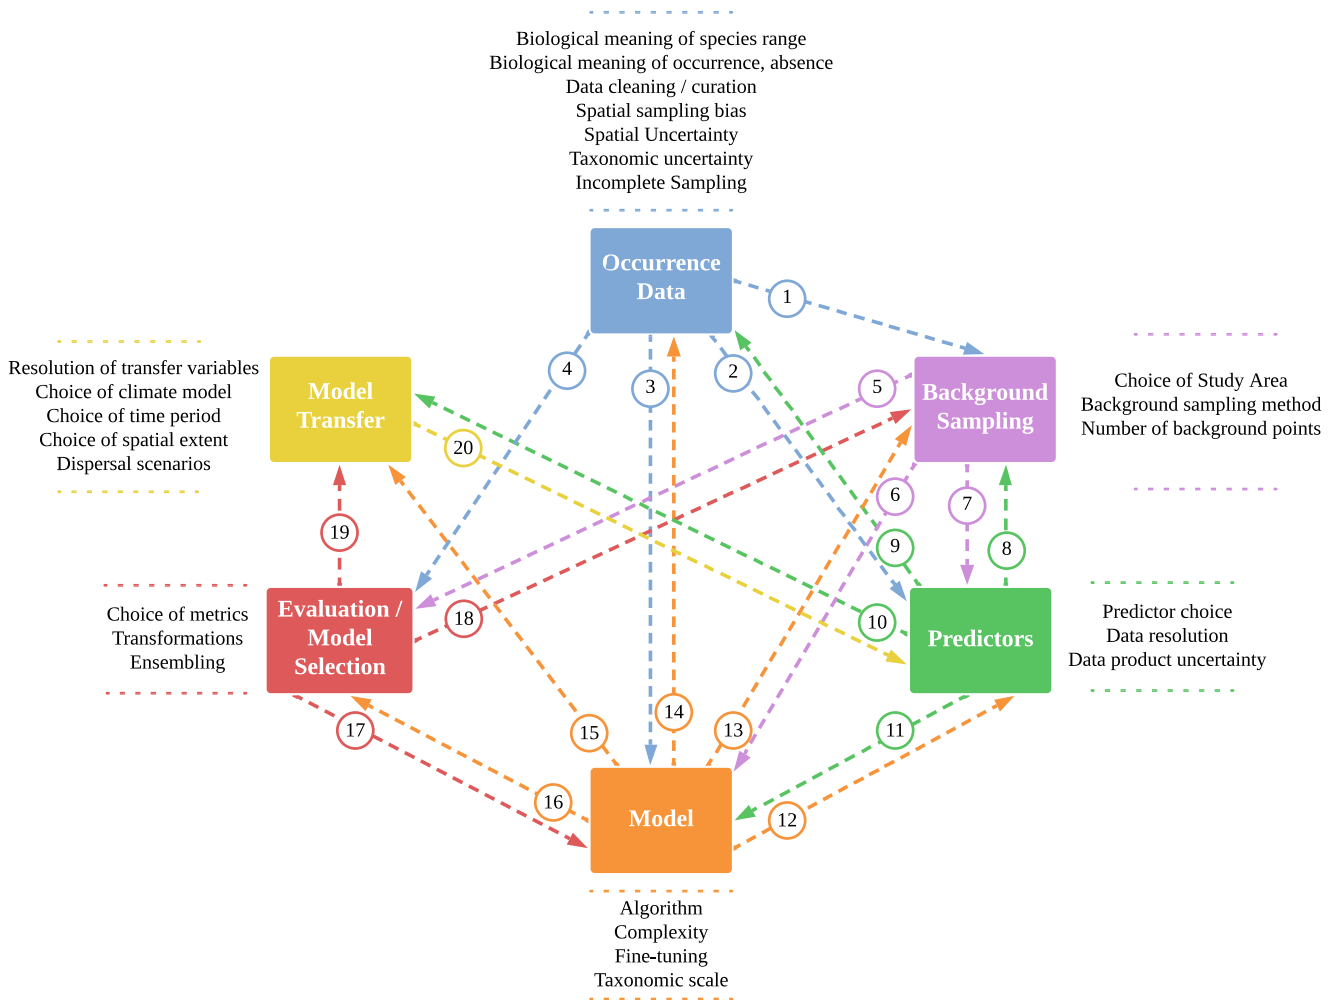 Biological meaning of species range
Biological meaning of occurrence, absence
Data cleaning / curation
Spatial sampling bias
Spatial Uncertainty
Taxonomic uncertainty
Incomplete Sampling
Occurrence
Data
1
4
3
2
5
Resolution of transfer variables
Choice of climate model
Choice of time period
Choice of spatial extent
Dispersal scenarios
Model
Transfer
20
Background
Sampling
Choice of Study Area
Background sampling method
Number of background points
6
7
19
9
8
Choice of metrics
Transformations
Ensembling
Evaluation /
Model
Selection
18
10
Predictors
Predictor choice
Data resolution
Data product uncertainty
17
15
14
13
11
16
12
Model
Algorithm
Complexity
Fine-tuning
Taxonomic scale